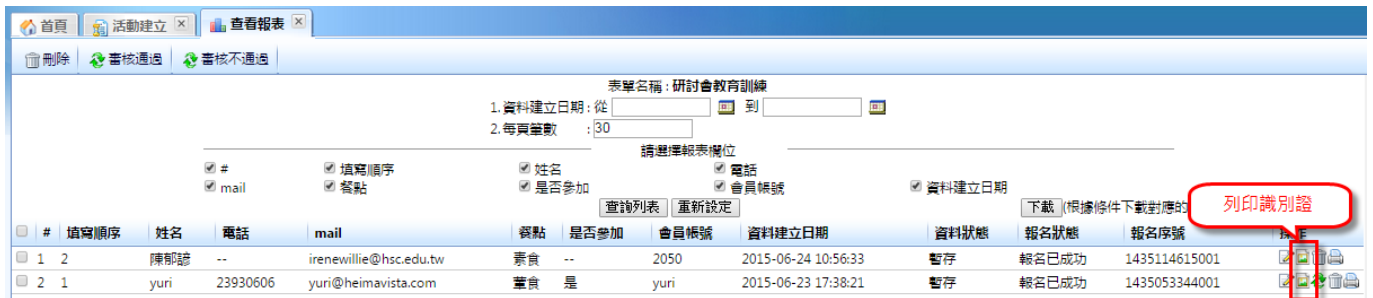 首頁 活動建立 查看報表
刪除 審核通過 審核不通過
表單名稱 : 研討會教育訓練
1.資料建立日期 : 從 到
2.每頁筆數 : 30
請選擇報表欄位
# 填寫順序 姓名 電話
mail 餐點 是否參加 會員帳號 資料建立日期
查詢列表 重新設定 下載 (根據條件下載對應的
列印識別證
# 填寫順序 姓名 電話 mail 餐點 是否參加 會員帳號 資料建立日期 資料狀態 報名狀態 報名序號 操作
1 2 陳郁諺 -- irenewillie@hsc.edu.tw 素食 -- 2050 2015-06-24 10:56:33 暫存 報名已成功 1435114615001
2 1 yuri 23930606 yuri@heimavista.com 葷食 是 yuri 2015-06-23 17:38:21 暫存 報名已成功 1435053344001